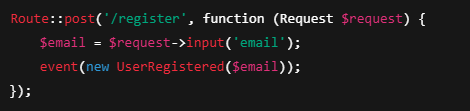 Route::post('/register', function (Request $request) {
    $email = $request->input('email');
    event(new UserRegistered($email));
});